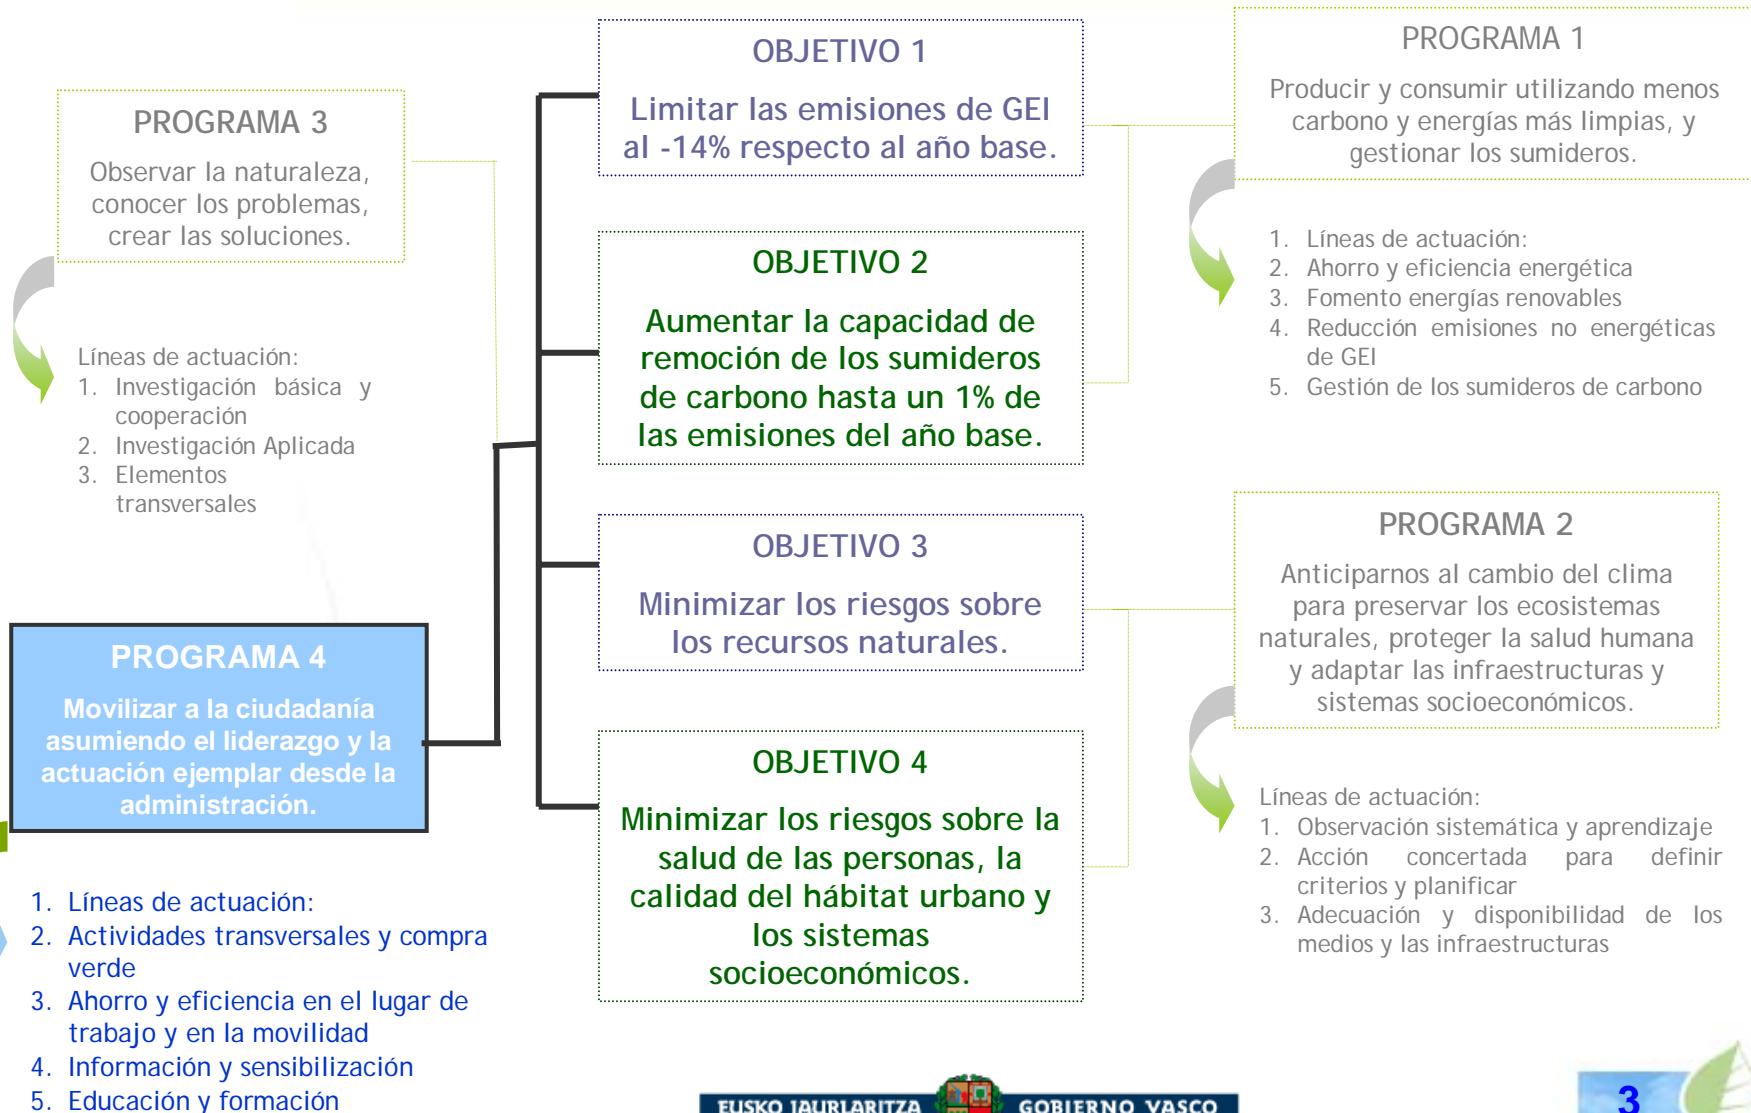 PROGRAMA 3
Observar la naturaleza,
conocer los problemas,
crear las soluciones.
Líneas de actuación:
1. Investigación básica y
cooperación
2. Investigación Aplicada
3. Elementos
transversales
PROGRAMA 4
Movilizar a la ciudadanía
asumiendo el liderazgo y la
actuación ejemplar desde la
administración.
1. Líneas de actuación:
2. Actividades transversales y compra
verde
3. Ahorro y eficiencia en el lugar de
trabajo y en la movilidad
4. Información y sensibilización
5. Educación y formación
OBJETIVO 1
Limitar las emisiones de GEI
al -14% respecto al año base.
OBJETIVO 2
Aumentar la capacidad de
remoción de los sumideros
de carbono hasta un 1% de
las emisiones del año base.
OBJETIVO 3
Minimizar los riesgos sobre
los recursos naturales.
OBJETIVO 4
Minimizar los riesgos sobre la
salud de las personas, la
calidad del hábitat urbano y
los sistemas
socioeconómicos.
PROGRAMA 1
Producir y consumir utilizando menos
carbono y energías más limpias, y
gestionar los sumideros.
1. Líneas de actuación:
2. Ahorro y eficiencia energética
3. Fomento energías renovables
4. Reducción emisiones no energéticas
de GEI
5. Gestión de los sumideros de carbono
PROGRAMA 2
Anticiparnos al cambio del clima
para preservar los ecosistemas
naturales, proteger la salud humana
y adaptar las infraestructuras y
sistemas socioeconómicos.
Líneas de actuación:
1. Observación sistemática y aprendizaje
2. Acción concertada para definir
criterios y planificar
3. Adecuación y disponibilidad de los
medios y las infraestructuras
EUSKO JAURLARITZA GOBIERNO VASCO
3